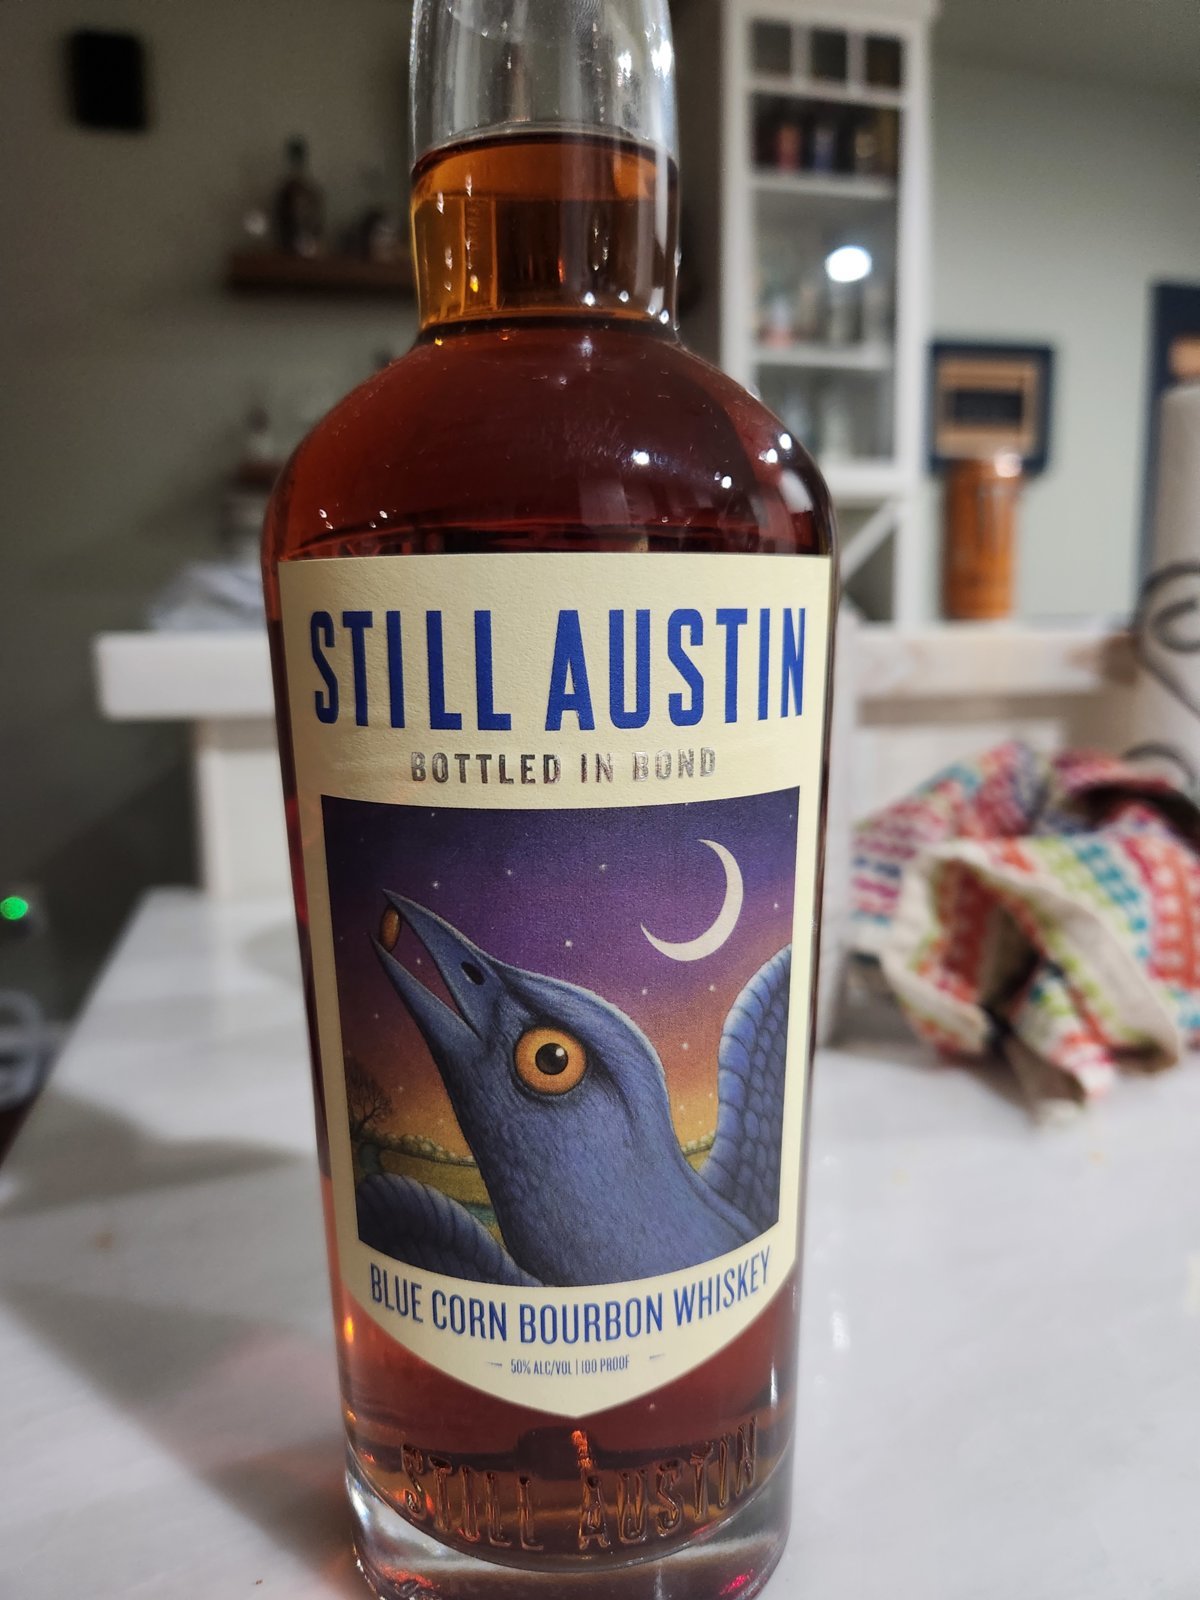 STILL AUSTIN
BOTTLED IN BOND
BLUE CORN BOURBON WHISKEY
50% ALC/VOL | 100 PROOF
STILL AUSTIN